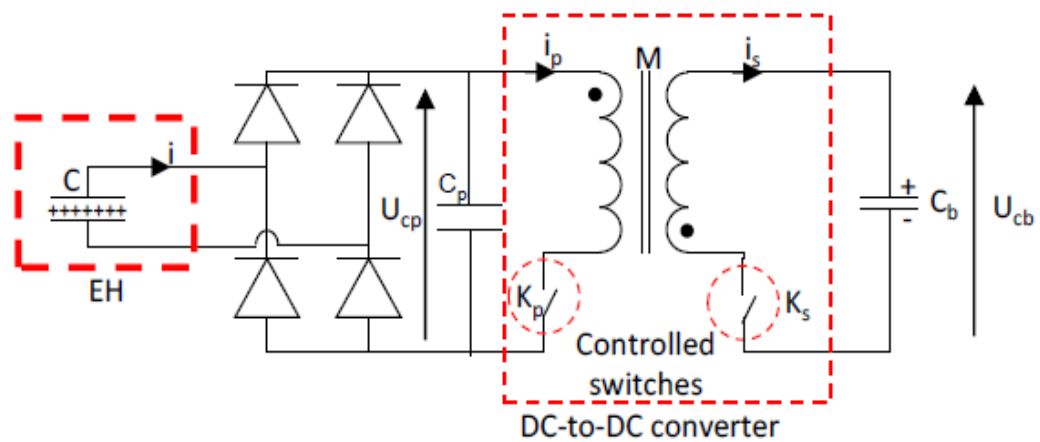 i_p
M
i_s
i
C
+++++++
C_p
U_cp
+
-
C_b
U_cb
EH
K_p
K_s
Controlled
switches
DC-to-DC converter